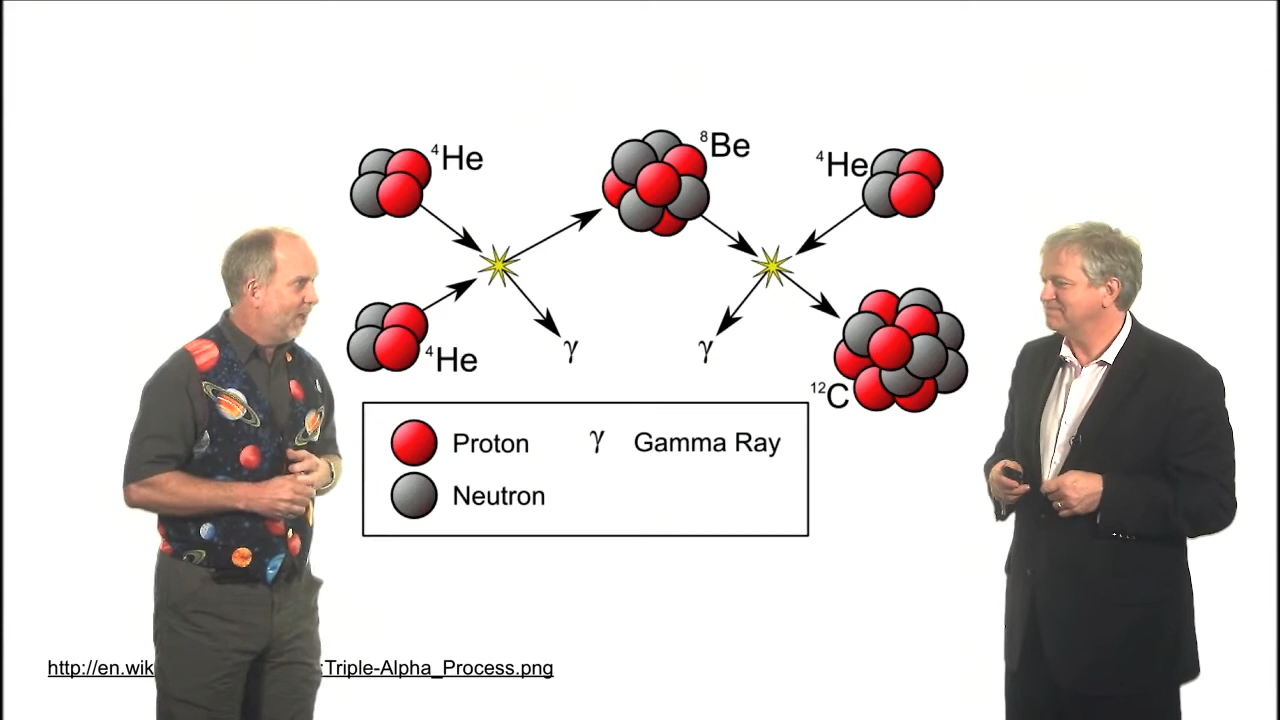 ⁴He
⁸Be
⁴He
⁴He
γ
γ
¹²C
Proton
γ Gamma Ray
Neutron
http://en.wik :Triple-Alpha_Process.png